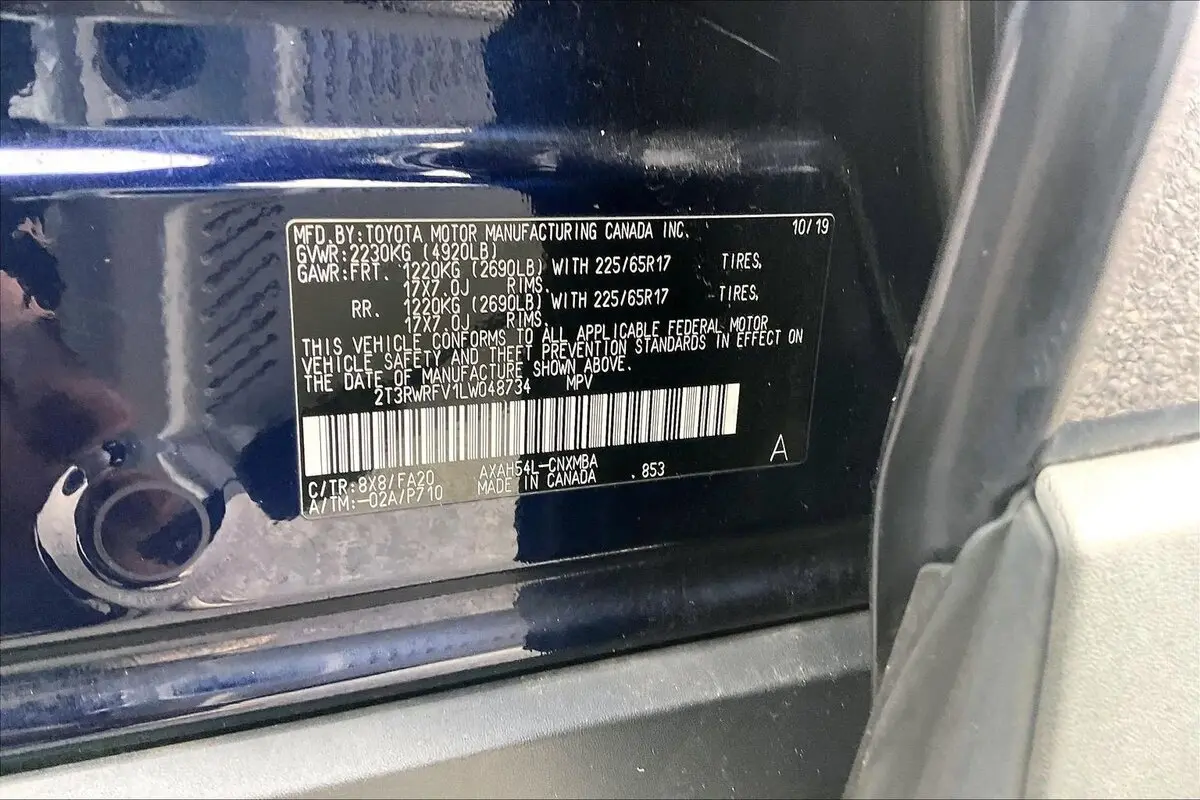 MFD. BY: TOYOTA MOTOR MANUFACTURING CANADA INC. 10/19
GVWR: 2230KG (4920LB)
GAWR: FRT. 1220KG (2690LB) WITH 225/65R17 TIRES,
17X7.0J RIMS.
RR. 1220KG (2690LB) WITH 225/65R17 TIRES,
17X7.0J RIMS.
THIS VEHICLE CONFORMS TO ALL APPLICABLE FEDERAL MOTOR
VEHICLE SAFETY AND THEFT PREVENTION STANDARDS IN EFFECT ON
THE DATE OF MANUFACTURE SHOWN ABOVE.
2T3RWRFV1LW048734 MPV
C/TR: 8X8/FA20 AXAH54L-CNXMBA .853 A
A/TM: -02A/P710 MADE IN CANADA